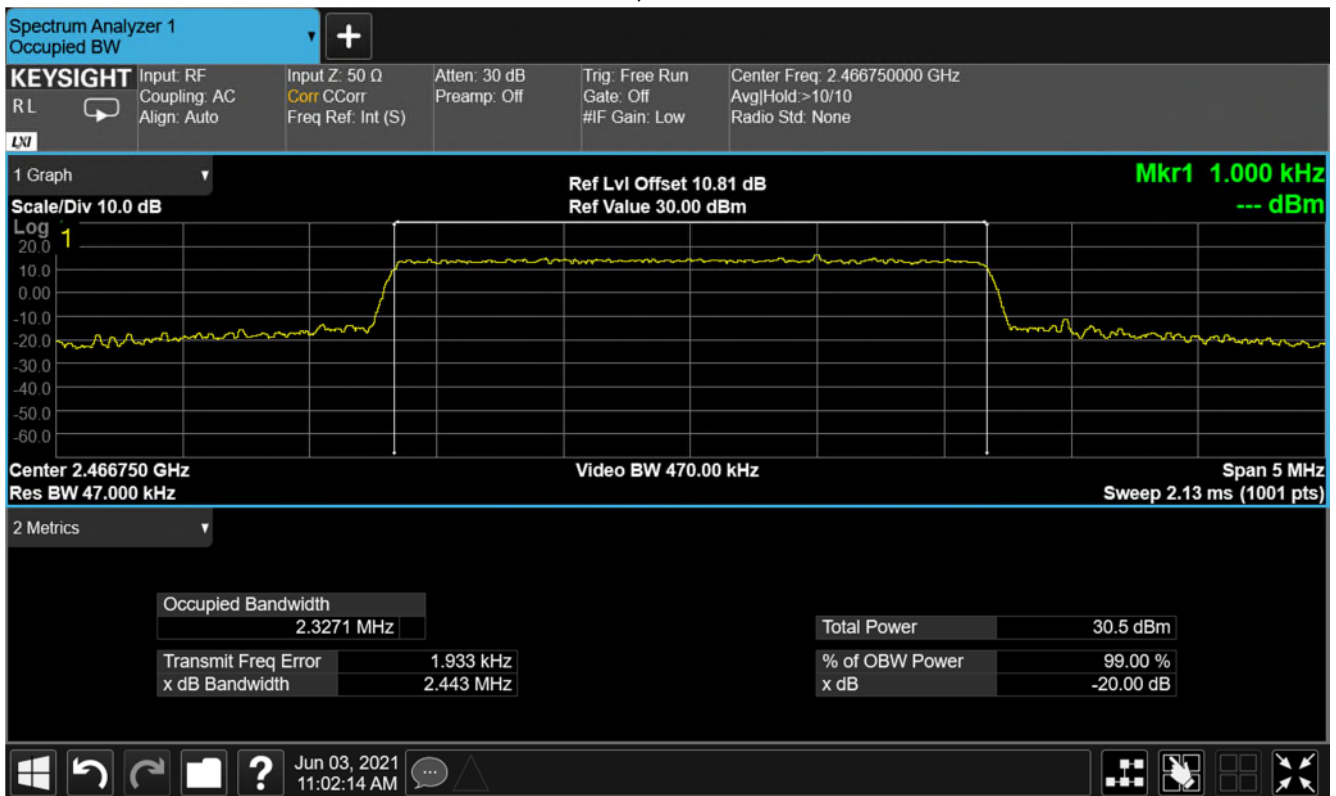 Spectrum Analyzer 1
Occupied BW
KEYSIGHT
R L
LXI
Input: RF
Coupling: AC
Align: Auto
Input Z: 50 Ω
Corr CCorr
Freq Ref: Int (S)
Atten: 30 dB
Preamp: Off
Trig: Free Run
Gate: Off
#IF Gain: Low
Center Freq: 2.466750000 GHz
Avg|Hold:>10/10
Radio Std: None
1 Graph
Scale/Div 10.0 dB
Ref Lvl Offset 10.81 dB
Ref Value 30.00 dBm
Mkr1 1.000 kHz
--- dBm
Log
1
20.0
10.0
0.00
-10.0
-20.0
-30.0
-40.0
-50.0
-60.0
Center 2.466750 GHz
Res BW 47.000 kHz
Video BW 470.00 kHz
Span 5 MHz
Sweep 2.13 ms (1001 pts)
2 Metrics
Occupied Bandwidth
2.3271 MHz
Transmit Freq Error 1.933 kHz
x dB Bandwidth 2.443 MHz
Total Power 30.5 dBm
% of OBW Power 99.00 %
x dB -20.00 dB
?
Jun 03, 2021
11:02:14 AM